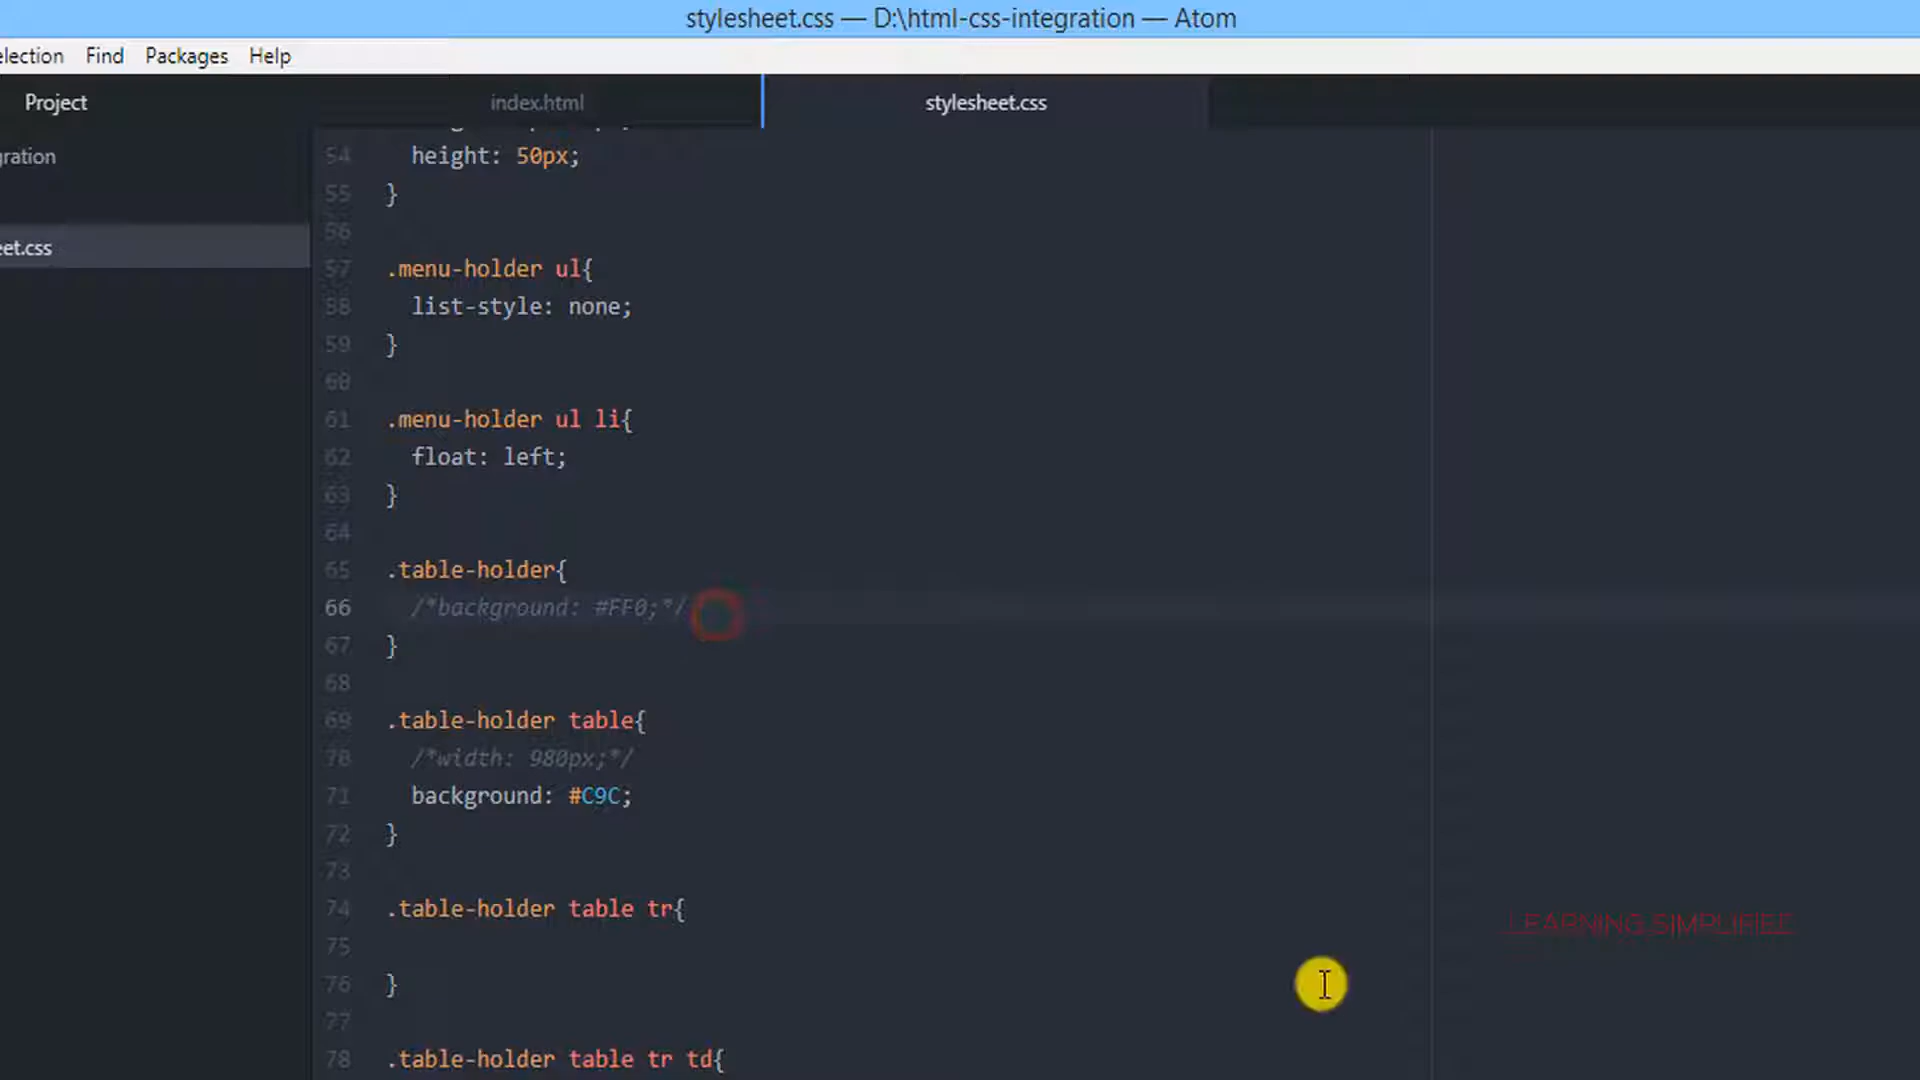 stylesheet.css — D:\html-css-integration — Atom
election Find Packages Help
Project
index.html
stylesheet.css
gration
eet.css
54 height: 50px;
55 }
56
57 .menu-holder ul{
58 list-style: none;
59 }
60
61 .menu-holder ul li{
62 float: left;
63 }
64
65 .table-holder{
66 /*background: #FF0;*/
67 }
68
69 .table-holder table{
70 /*width: 980px;*/
71 background: #C9C;
72 }
73
74 .table-holder table tr{
75
76 }
77
78 .table-holder table tr td{
LEARNING SIMPLIFIED